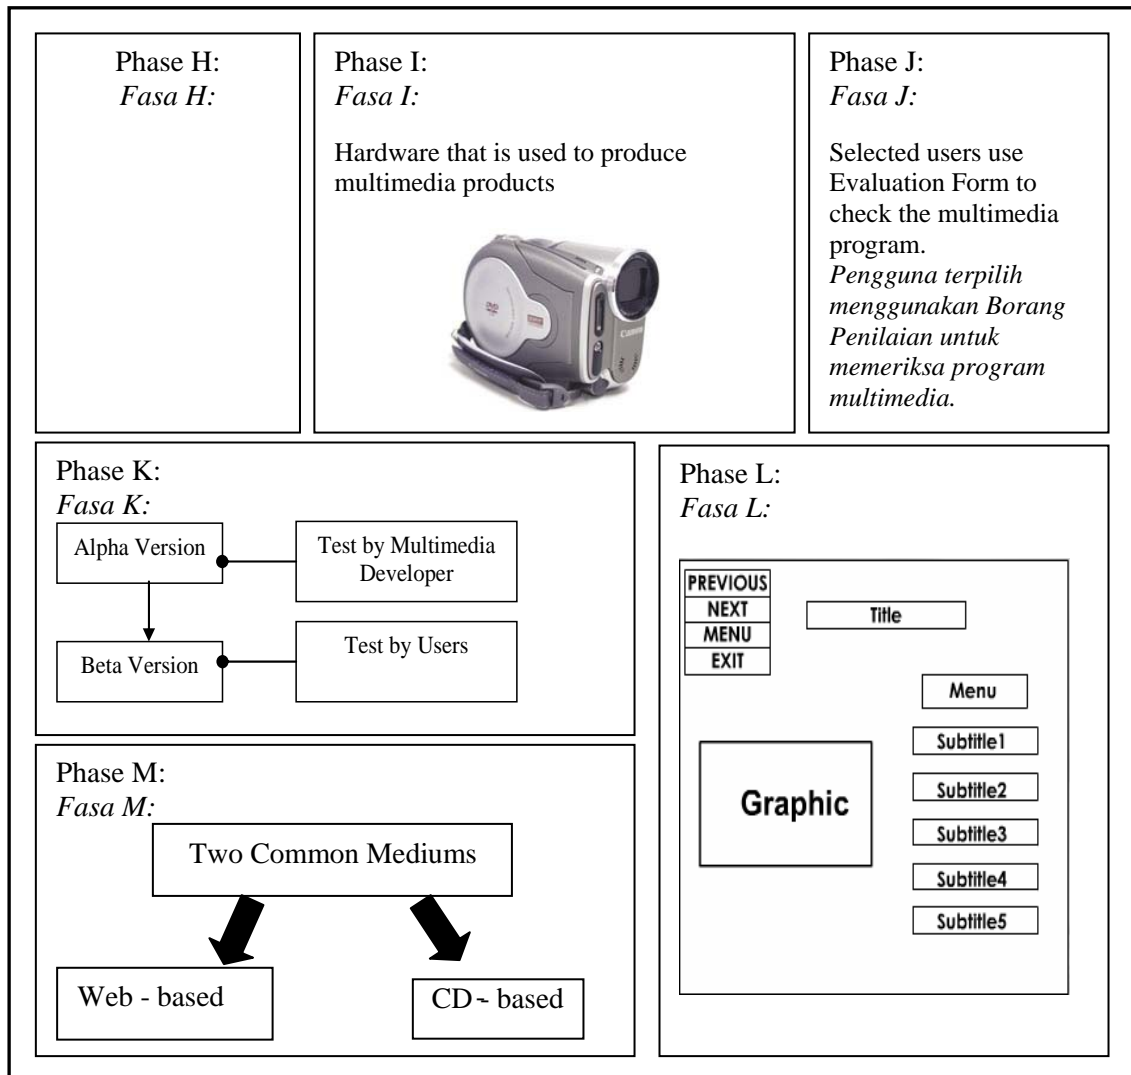 Phase H:
Fasa H:
Phase I:
Fasa I:
Hardware that is used to produce
multimedia products
Canon
Phase J:
Fasa J:
Selected users use
Evaluation Form to
check the multimedia
program.
Pengguna terpilih
menggunakan Borang
Penilaian untuk
memeriksa program
multimedia.
Phase K:
Fasa K:
Alpha Version
Test by Multimedia
Developer
Beta Version
Test by Users
Phase L:
Fasa L:
PREVIOUS
NEXT
MENU
EXIT
Title
Menu
Subtitle1
Subtitle2
Subtitle3
Subtitle4
Subtitle5
Graphic
Phase M:
Fasa M:
Two Common Mediums
Web - based
CD - based